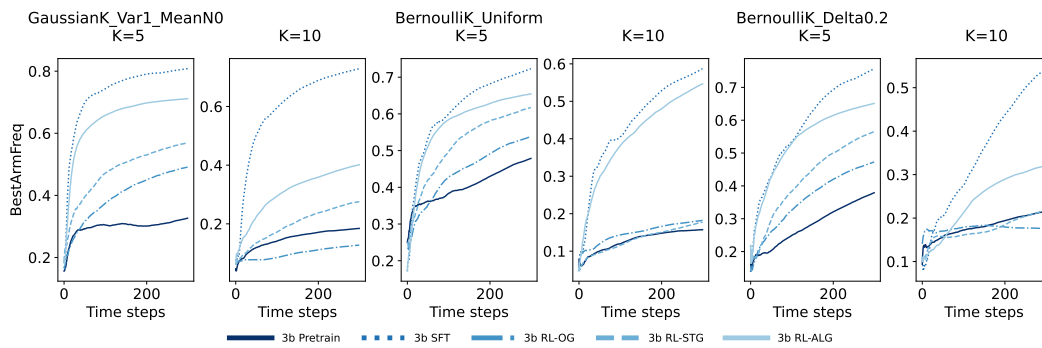 GaussianK_Var1_MeanN0
K=5
K=10
BernoulliK_Uniform
K=5
K=10
BernoulliK_Delta0.2
K=5
K=10
BestArmFreq
0.8
0.6
0.4
0.2
0
200
Time steps
0.6
0.4
0.2
0
200
Time steps
0.7
0.6
0.5
0.4
0.3
0.2
0
200
Time steps
0.6
0.5
0.4
0.3
0.2
0.1
0
200
Time steps
0.7
0.6
0.5
0.4
0.3
0.2
0
200
Time steps
0.5
0.4
0.3
0.2
0.1
0
200
Time steps
3b Pretrain
3b SFT
3b RL-OG
3b RL-STG
3b RL-ALG